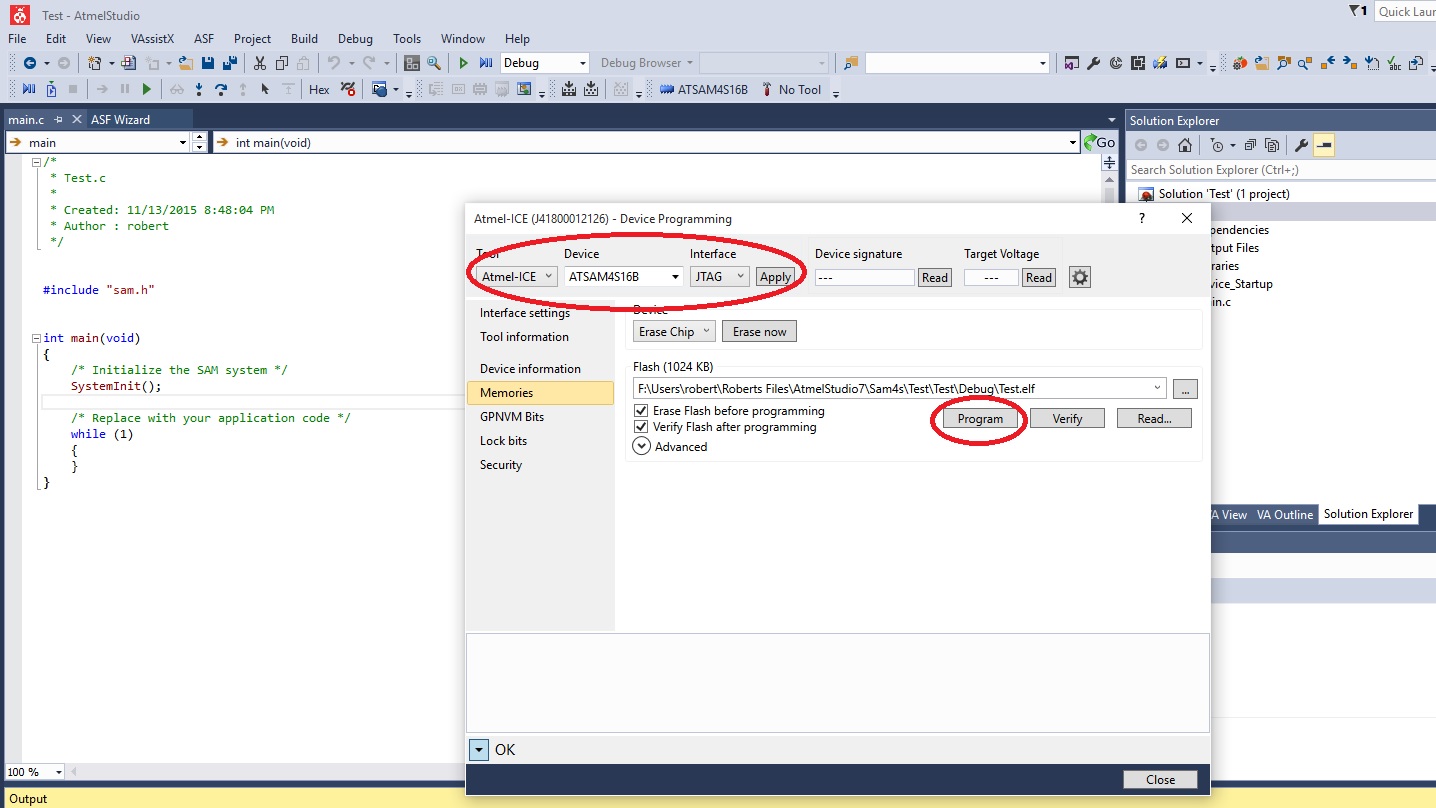 Test - AtmelStudio
1
Quick Laun
File Edit View VAssistX ASF Project Build Debug Tools Window Help
Debug Debug Browser
Hex ATSAM4S16B No Tool
main.c ASF Wizard
main int main(void) Go
/*
* Test.c
*
* Created: 11/13/2015 8:48:04 PM
* Author : robert
*/
#include "sam.h"
int main(void)
{
/* Initialize the SAM system */
SystemInit();
/* Replace with your application code */
while (1)
{
}
}
100 %
Output
Solution Explorer
Search Solution Explorer (Ctrl+;)
Solution 'Test' (1 project)
pendencies
tput Files
raries
vice_Startup
in.c
A View VA Outline Solution Explorer
Atmel-ICE (J41800012126) - Device Programming
? 
Tool Device Interface Device signature Target Voltage
Atmel-ICE ATSAM4S16B JTAG Apply --- Read --- Read
Interface settings
Tool information
Device information
Memories
GPNVM Bits
Lock bits
Security
Device
Erase Chip Erase now
Flash (1024 KB)
F:\Users\robert\Roberts Files\AtmelStudio7\Sam4s\Test\Test\Debug\Test.elf ...
Erase Flash before programming
Verify Flash after programming
Program Verify Read...
Advanced
OK
Close